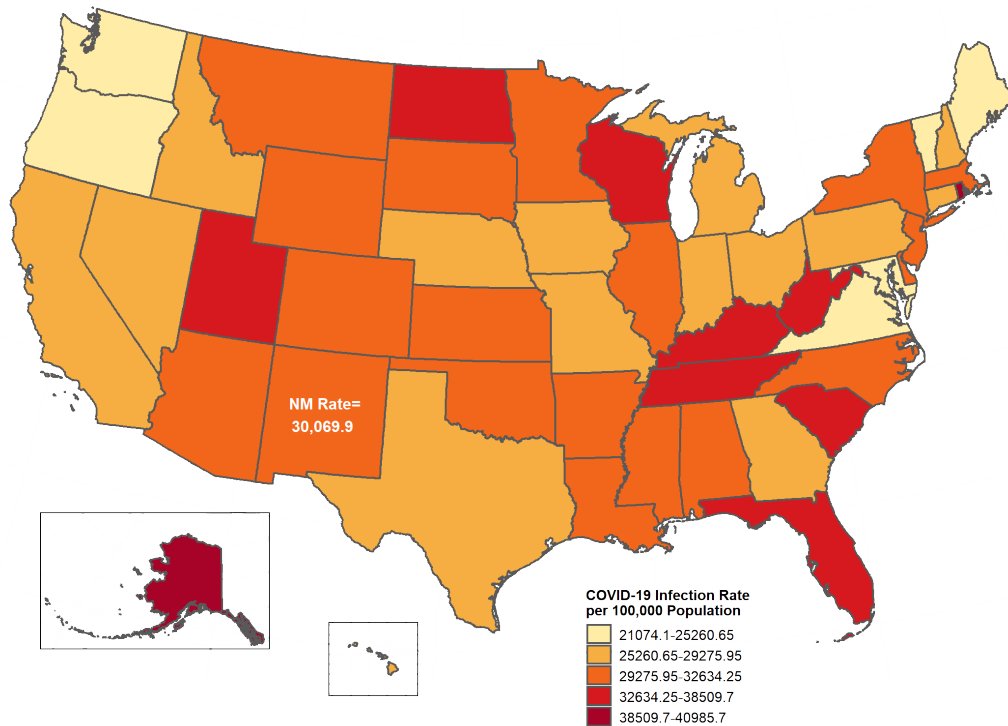 NM Rate=
30,069.9
COVID-19 Infection Rate
per 100,000 Population
21074.1-25260.65
25260.65-29275.95
29275.95-32634.25
32634.25-38509.7
38509.7-40985.7